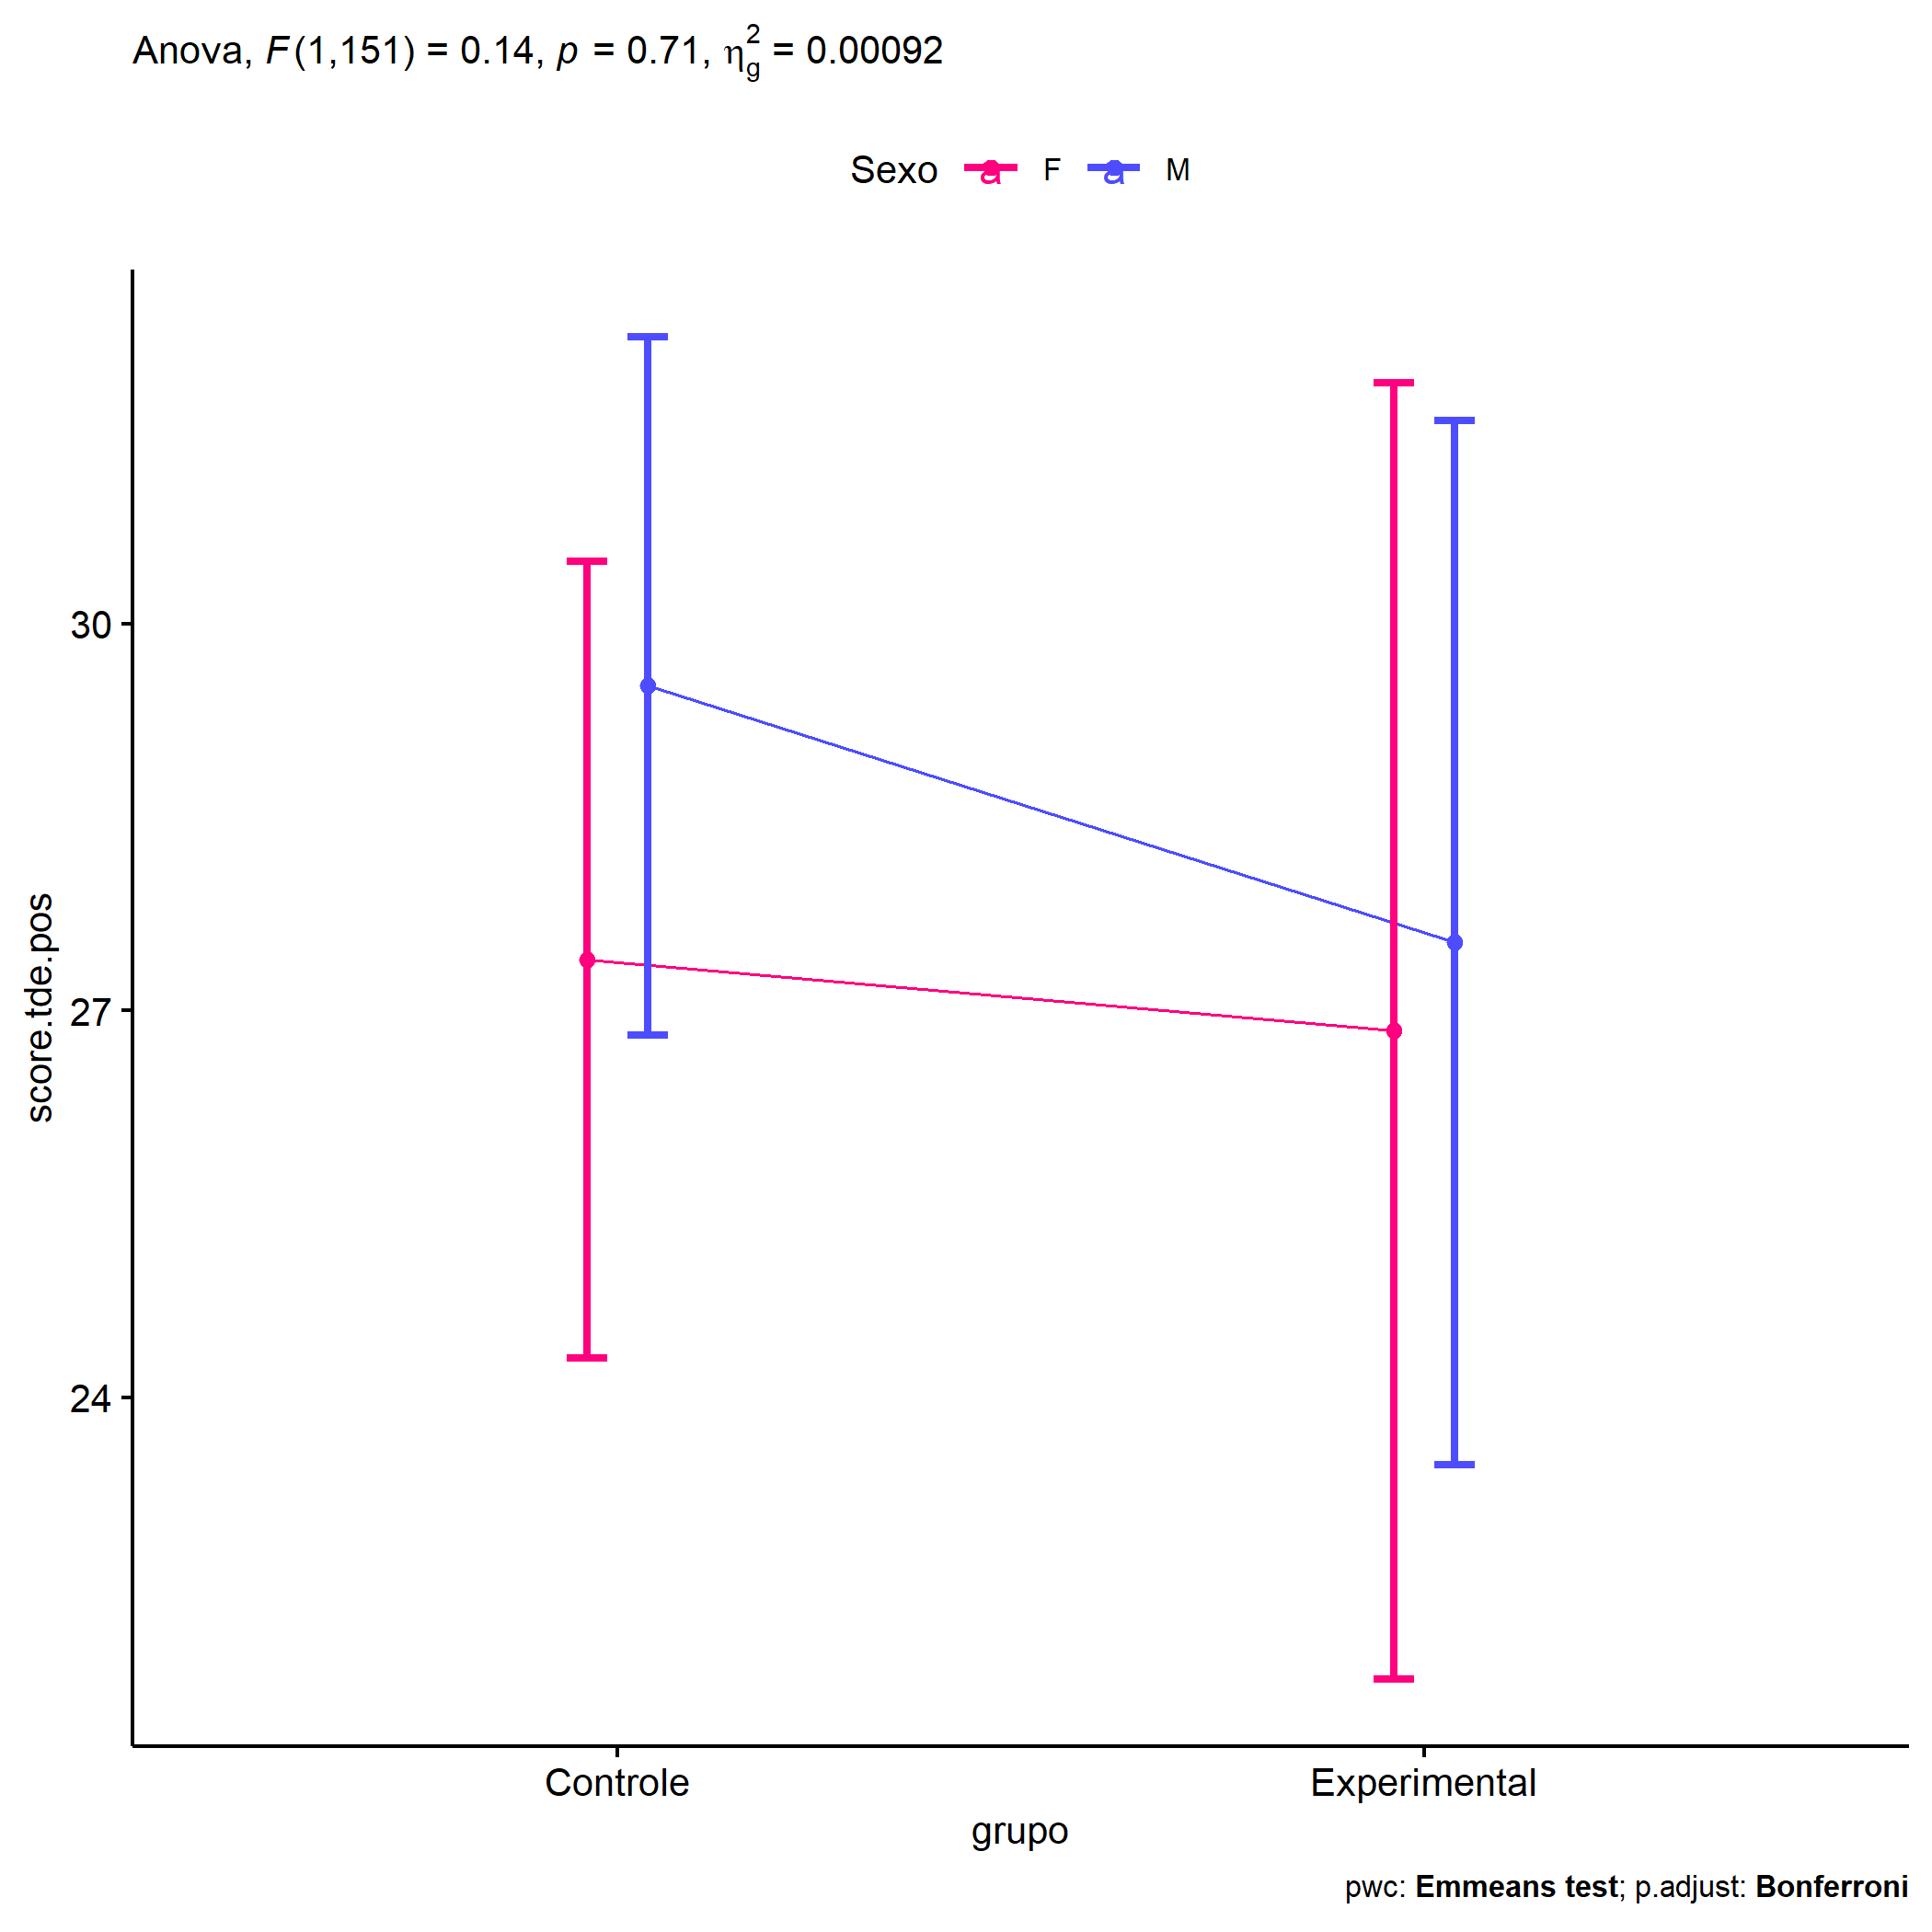 Anova, F(1,151) = 0.14, p = 0.71, η²g = 0.00092
Sexo a F a M
30
27
24
score.tde.pos
Controle Experimental
grupo
pwc: Emmeans test; p.adjust: Bonferroni